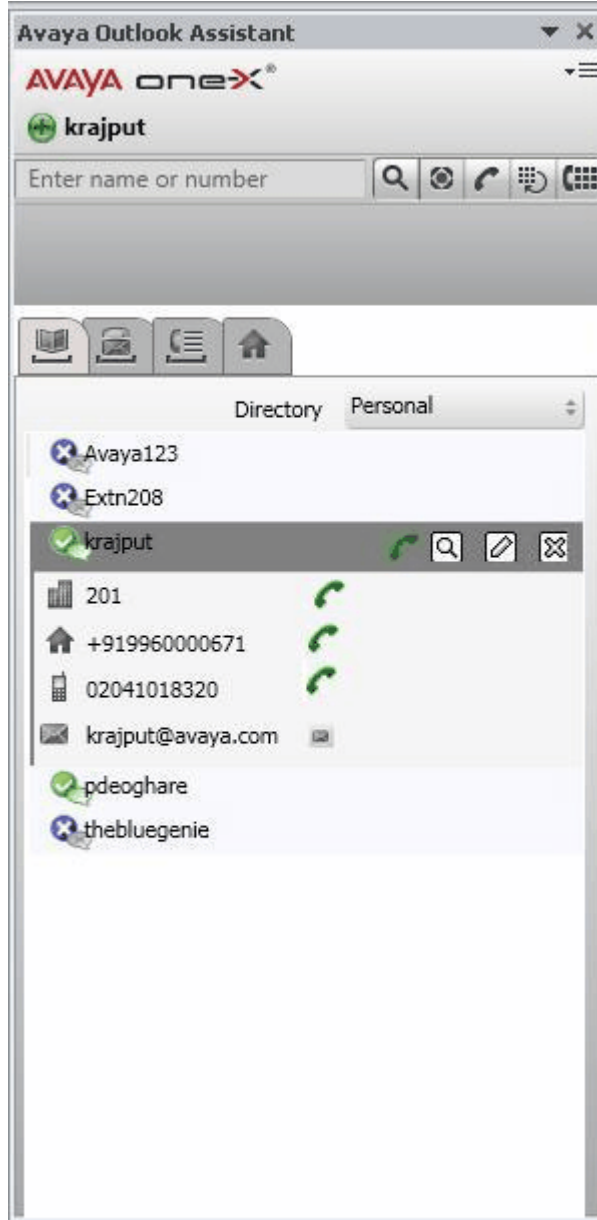 Avaya Outlook Assistant
AVAYA one-X®
krajput
Enter name or number
Directory Personal
Avaya123
Extn208
krajput
201
+919960000671
02041018320
krajput@avaya.com
pdeoghare
thebluegenie